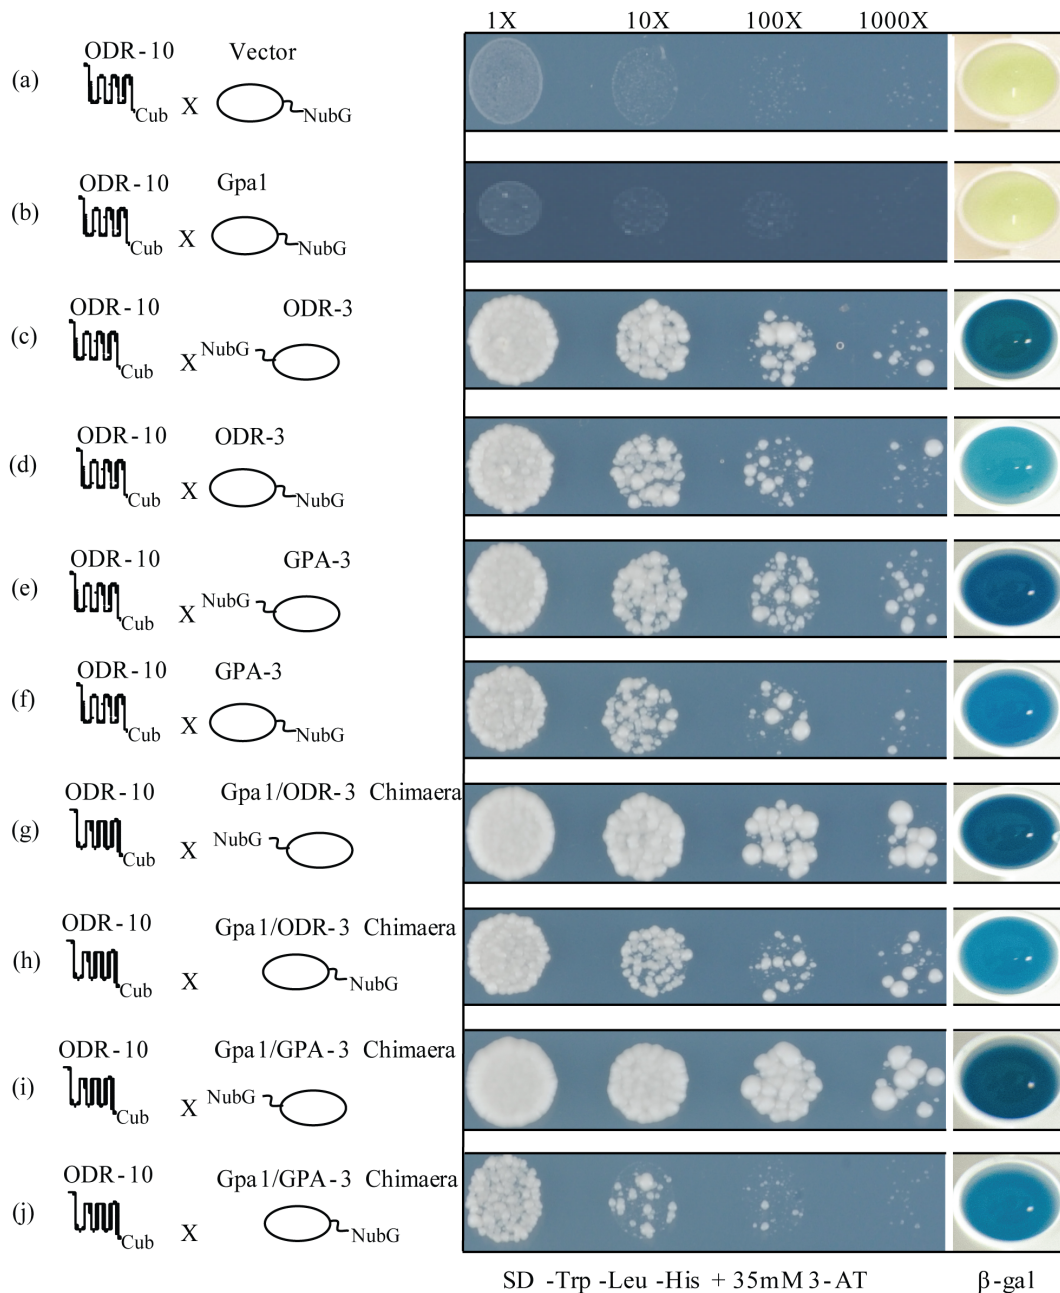 1X 10X 100X 1000X
(a) ODR-10 Vector
Cub X NubG
(b) ODR-10 Gpa1
Cub X NubG
(c) ODR-10 ODR-3
Cub X NubG
(d) ODR-10 ODR-3
Cub X NubG
(e) ODR-10 GPA-3
Cub X NubG
(f) ODR-10 GPA-3
Cub X NubG
(g) ODR-10 Gpa1/ODR-3 Chimaera
Cub X NubG
(h) ODR-10 Gpa1/ODR-3 Chimaera
Cub X NubG
(i) ODR-10 Gpa1/GPA-3 Chimaera
Cub X NubG
(j) ODR-10 Gpa1/GPA-3 Chimaera
Cub X NubG
SD -Trp -Leu -His + 35mM 3-AT β-gal